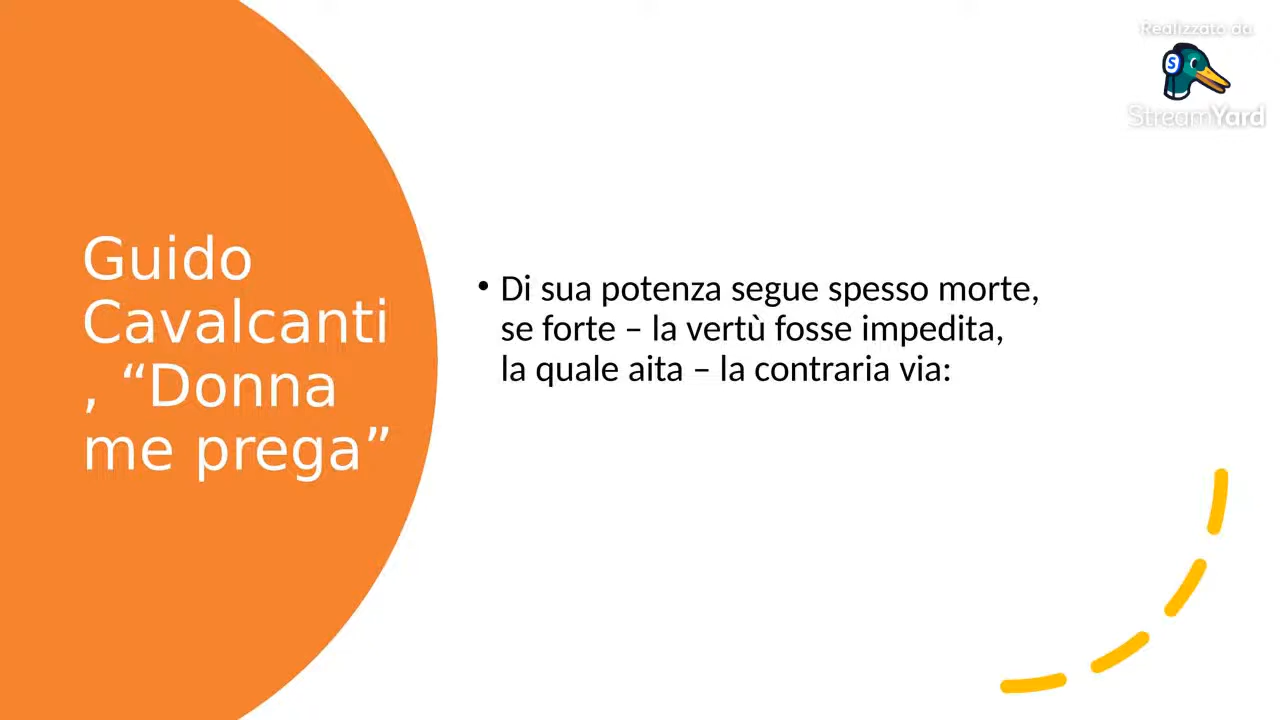 Realizzato da
S
StreamYard
Guido
Cavalcanti
, “Donna
me prega”
• Di sua potenza segue spesso morte,
se forte – la vertù fosse impedita,
la quale aita – la contraria via: